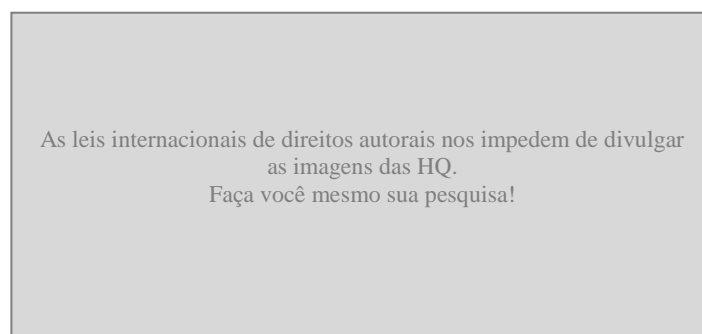 As leis internacionais de direitos autorais nos impedem de divulgar
as imagens das HQ.
Faça você mesmo sua pesquisa!